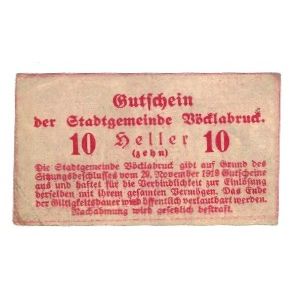 Gutschein
der Stadtgemeinde Vöcklabruck.
10 Heller 10
(zehn)
Die Stadtgemeinde Vöcklabruck gibt auf Grund des
Sitzungsbeschlusses vom 29. November 1919 Gutscheine
aus und haftet für die Verbindlichkeit zur Einlösung
derselben mit ihrem gesamten Vermögen. Das Ende
der Giltigkeitsdauer wird öffentlich verlautbart werden.
Nachahmung wird gesetzlich bestraft.